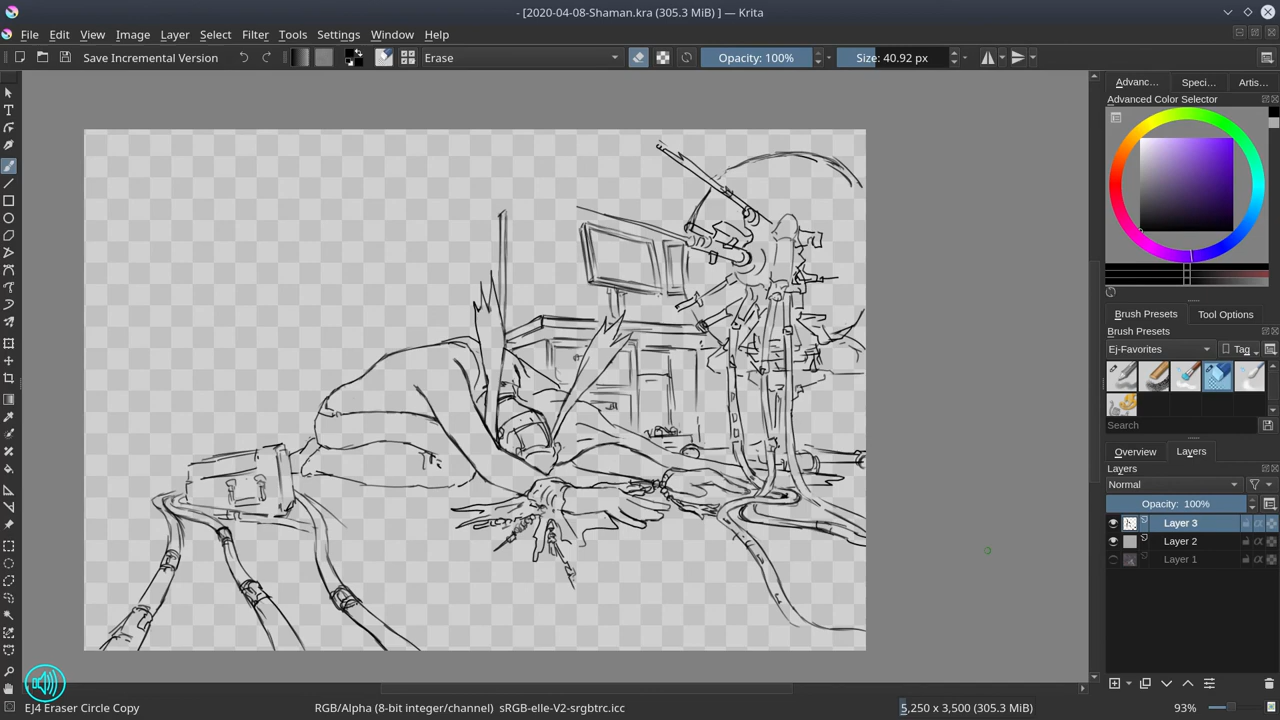 - [2020-04-08-Shaman.kra (305.3 MiB) ] — Krita
File Edit View Image Layer Select Filter Tools Settings Window Help
Save Incremental Version Erase Opacity: 100% Size: 40.92 px
Advanc... Speci... Artis...
Advanced Color Selector
Brush Presets Tool Options
Brush Presets
Ej-Favorites Tag
Search
Overview Layers
Layers
Normal
Opacity: 100%
Layer 3
Layer 2
Layer 1
EJ4 Eraser Circle Copy RGB/Alpha (8-bit integer/channel) sRGB-elle-V2-srgbtrc.icc 5,250 x 3,500 (305.3 MiB) 93%